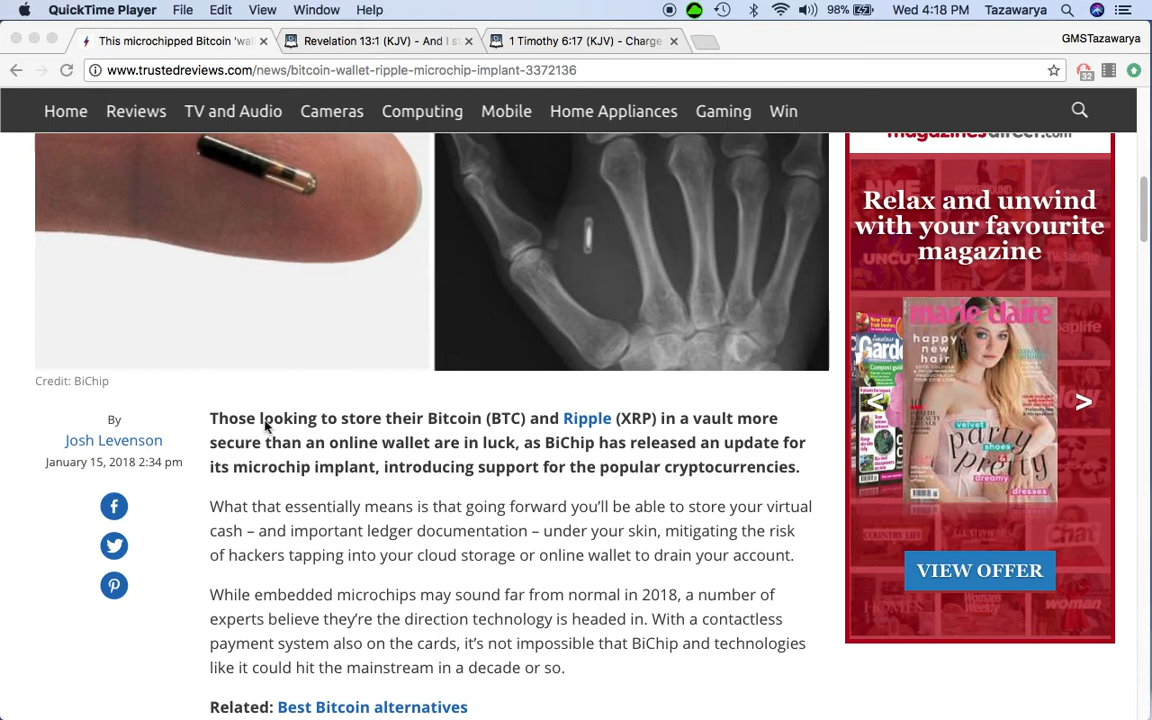 QuickTime Player File Edit View Window Help 98% Wed 4:18 PM Tazawarya
This microchipped Bitcoin 'wal Revelation 13:1 (KJV) - And I st 1 Timothy 6:17 (KJV) - Charge GMSTazawarya
www.trustedreviews.com/news/bitcoin-wallet-ripple-microchip-implant-3372136 32
Home Reviews TV and Audio Cameras Computing Mobile Home Appliances Gaming Win
magazinesdirect.com
Relax and unwind
with your favourite
magazine
NME
UNCUT
marie claire
happy
new
hair
velvet
party
shoes
pretty
dreamy
dresses
< >
VIEW OFFER
COUNTRY LIFE
Chat
HOMES
Woman's
Weekly
woman
Credit: BiChip
By
Josh Levenson
January 15, 2018 2:34 pm
Those looking to store their Bitcoin (BTC) and Ripple (XRP) in a vault more
secure than an online wallet are in luck, as BiChip has released an update for
its microchip implant, introducing support for the popular cryptocurrencies.
What that essentially means is that going forward you'll be able to store your virtual
cash – and important ledger documentation – under your skin, mitigating the risk
of hackers tapping into your cloud storage or online wallet to drain your account.
While embedded microchips may sound far from normal in 2018, a number of
experts believe they're the direction technology is headed in. With a contactless
payment system also on the cards, it's not impossible that BiChip and technologies
like it could hit the mainstream in a decade or so.
Related: Best Bitcoin alternatives